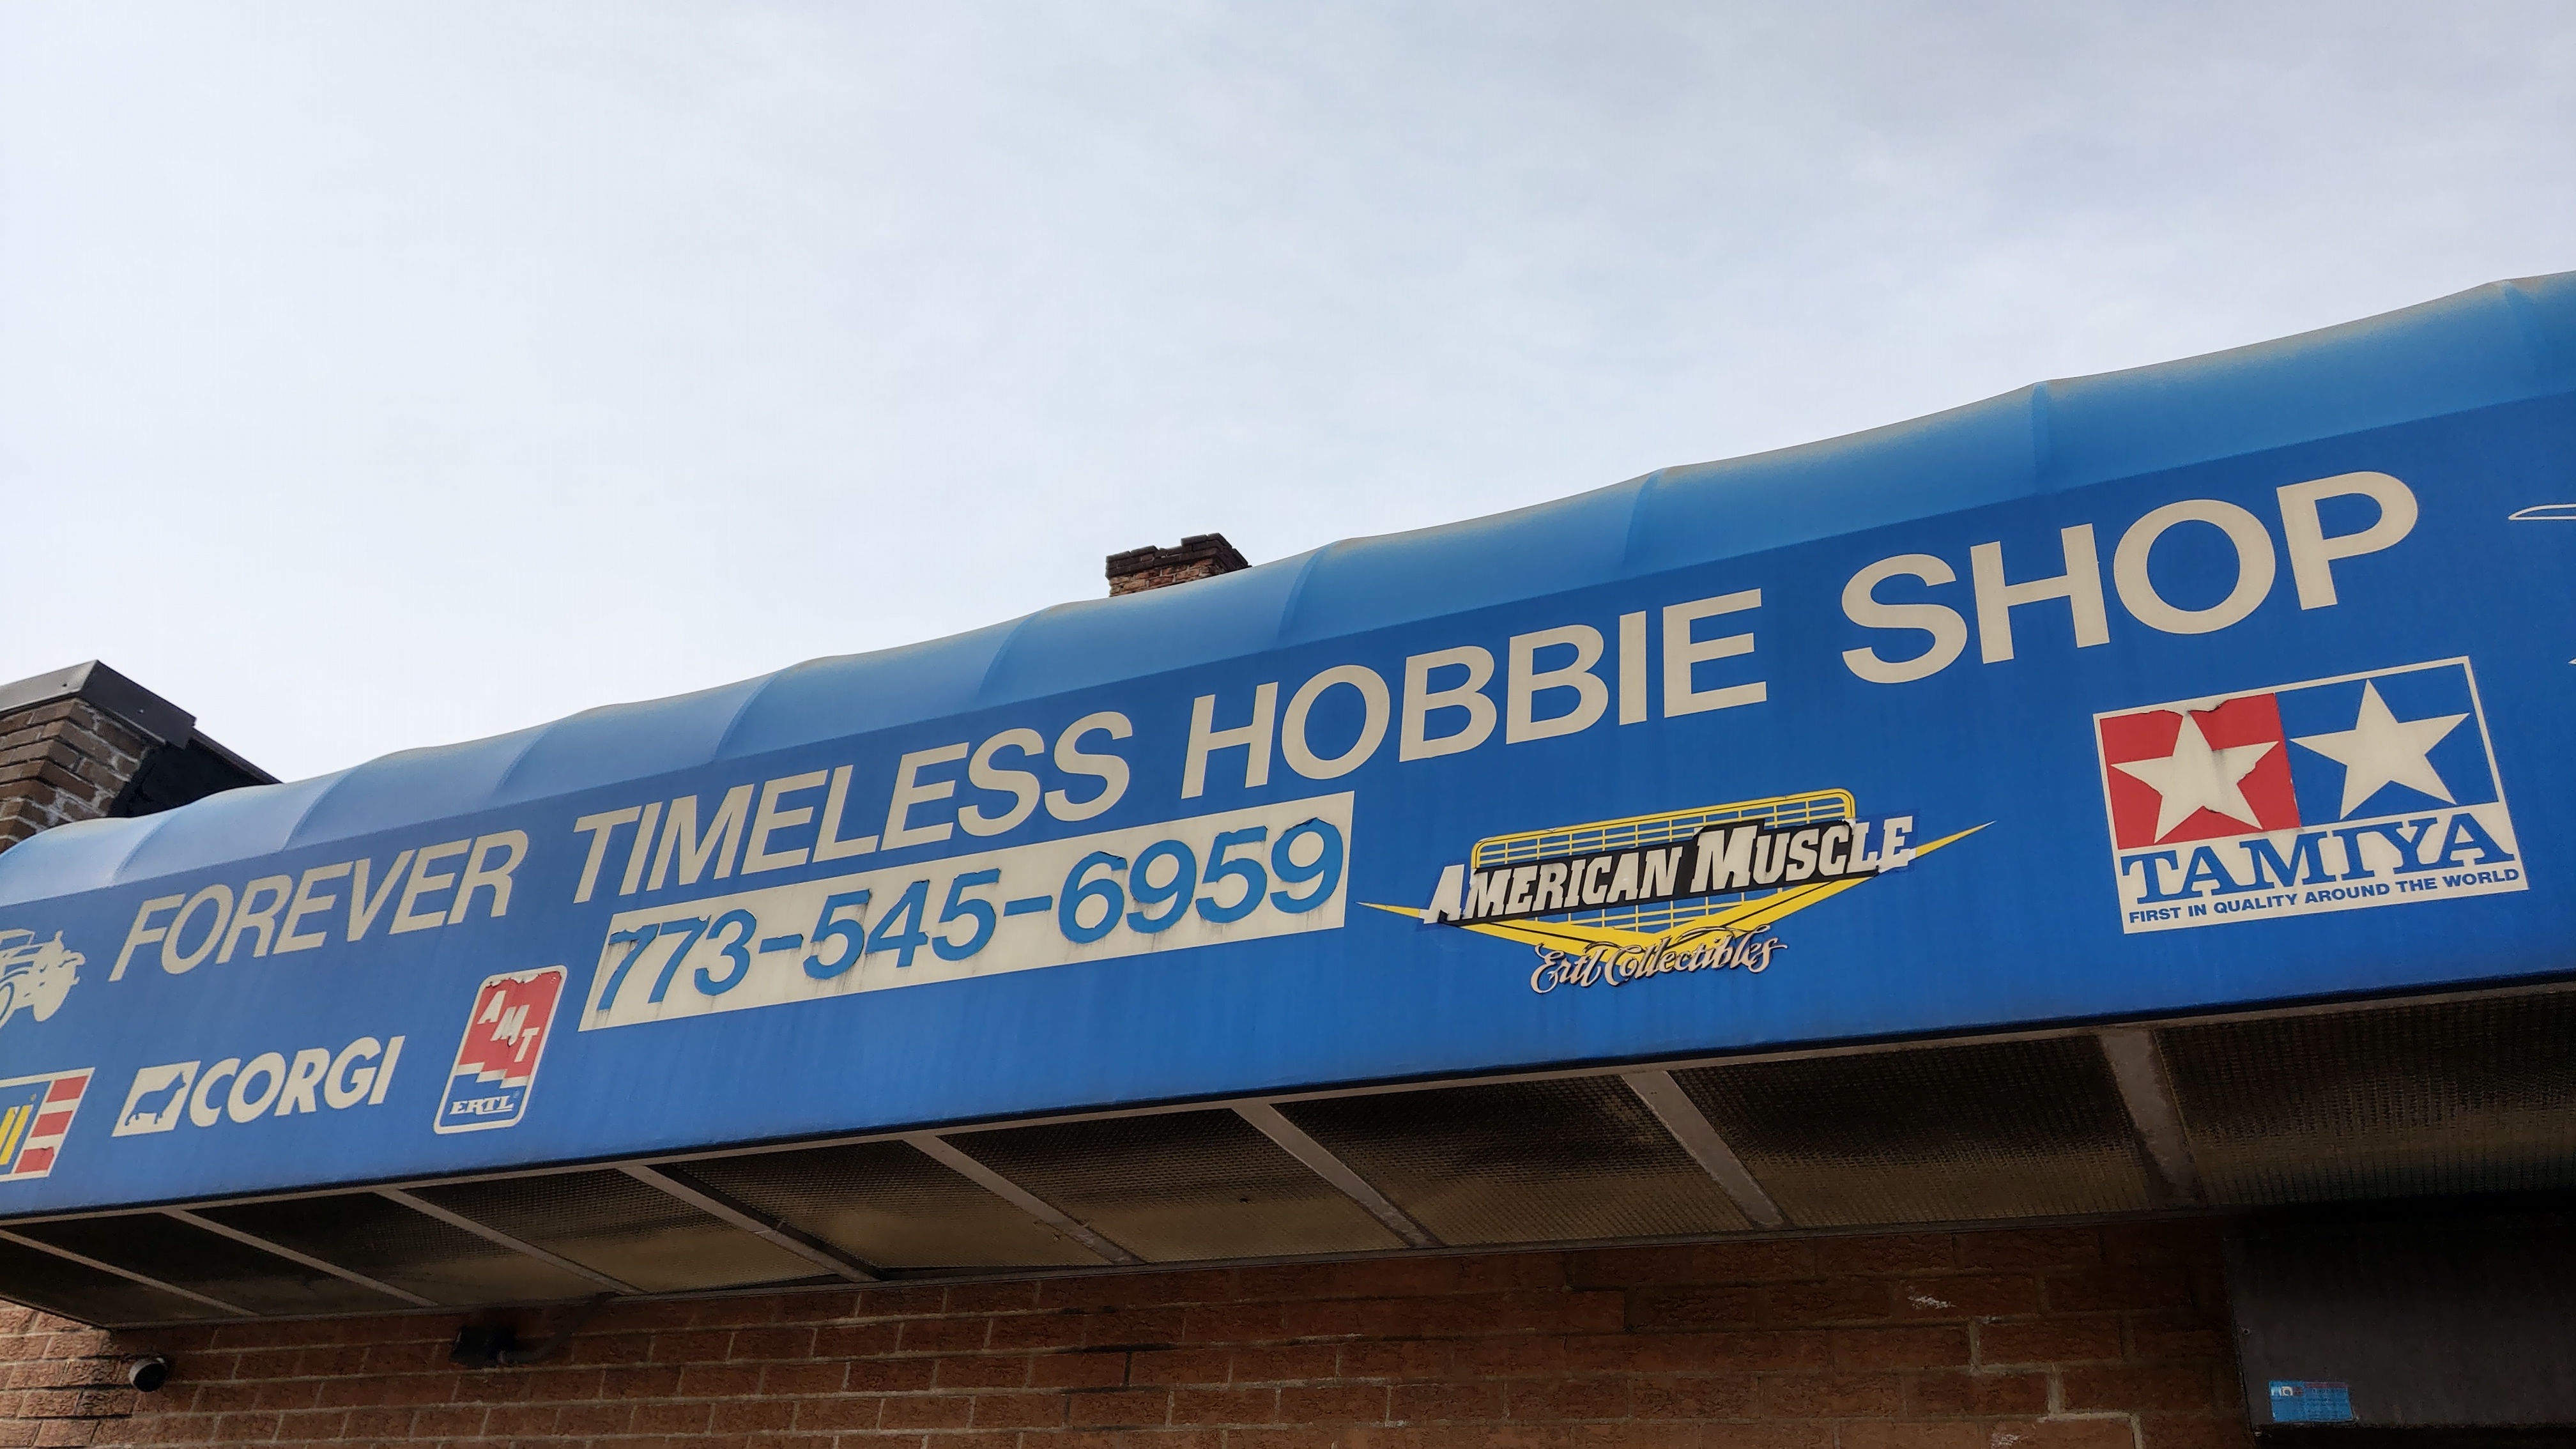 FOREVER TIMELESS HOBBIE SHOP
773-545-6959
CORGI
AMT
ERTL
AMERICAN MUSCLE
Ertl Collectibles
TAMIYA
FIRST IN QUALITY AROUND THE WORLD